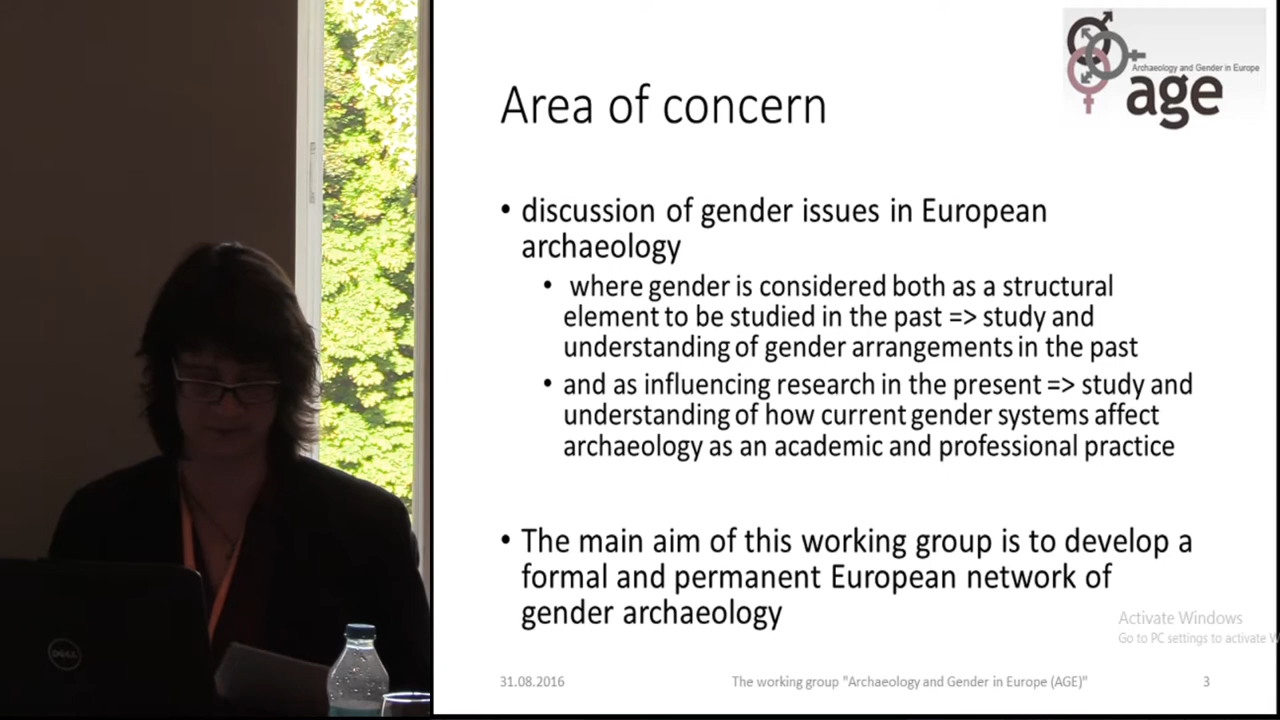 Archaeology and Gender in Europe
age
Area of concern
• discussion of gender issues in European
archaeology
• where gender is considered both as a structural
element to be studied in the past => study and
understanding of gender arrangements in the past
• and as influencing research in the present => study and
understanding of how current gender systems affect
archaeology as an academic and professional practice
• The main aim of this working group is to develop a
formal and permanent European network of
gender archaeology
Activate Windows
Go to PC settings to activate W
31.08.2016
The working group "Archaeology and Gender in Europe (AGE)"
3
DELL